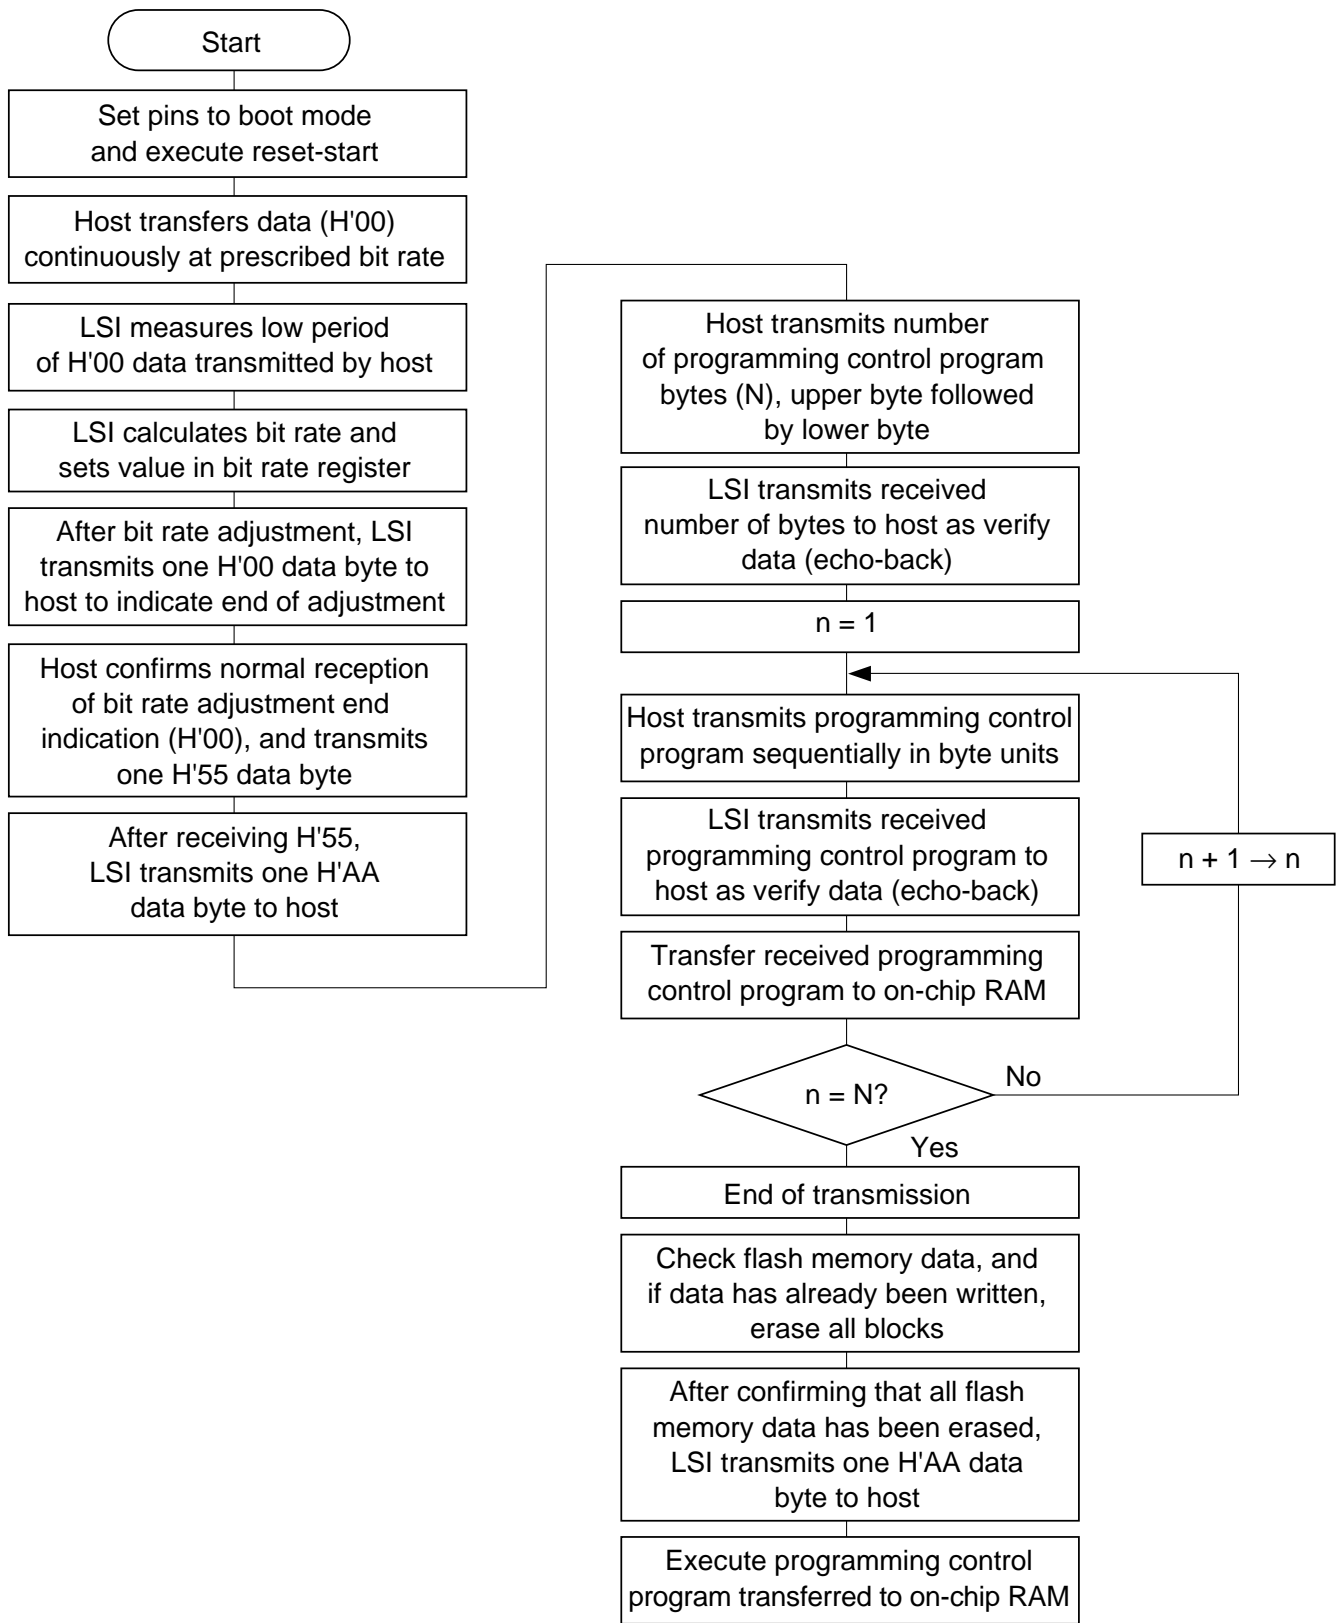 Start
Set pins to boot mode
and execute reset-start
Host transfers data (H'00)
continuously at prescribed bit rate
LSI measures low period
of H'00 data transmitted by host
LSI calculates bit rate and
sets value in bit rate register
After bit rate adjustment, LSI
transmits one H'00 data byte to
host to indicate end of adjustment
Host confirms normal reception
of bit rate adjustment end
indication (H'00), and transmits
one H'55 data byte
After receiving H'55,
LSI transmits one H'AA
data byte to host
Host transmits number
of programming control program
bytes (N), upper byte followed
by lower byte
LSI transmits received
number of bytes to host as verify
data (echo-back)
n = 1
Host transmits programming control
program sequentially in byte units
LSI transmits received
programming control program to
host as verify data (echo-back)
n + 1 → n
Transfer received programming
control program to on-chip RAM
n = N?
No
Yes
End of transmission
Check flash memory data, and
if data has already been written,
erase all blocks
After confirming that all flash
memory data has been erased,
LSI transmits one H'AA data
byte to host
Execute programming control
program transferred to on-chip RAM